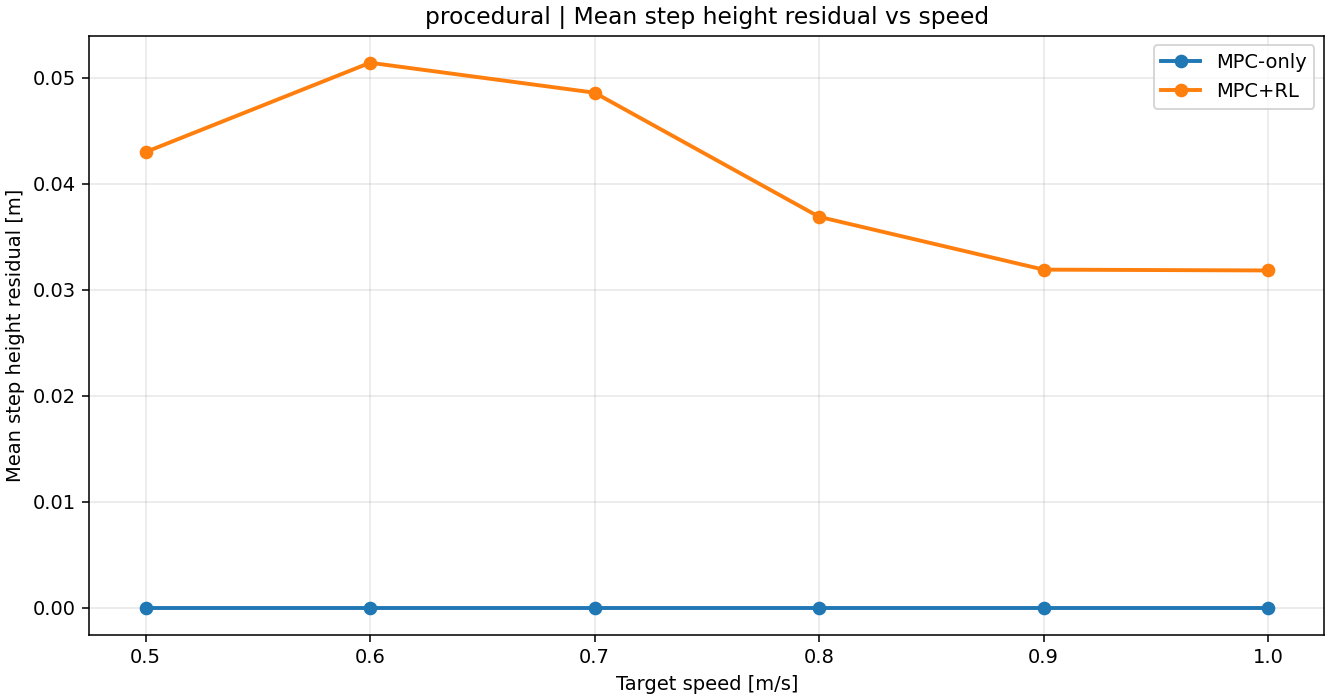 procedural | Mean step height residual vs speed
MPC-only
MPC+RL
Mean step height residual [m]
0.05
0.04
0.03
0.02
0.01
0.00
0.5 0.6 0.7 0.8 0.9 1.0
Target speed [m/s]